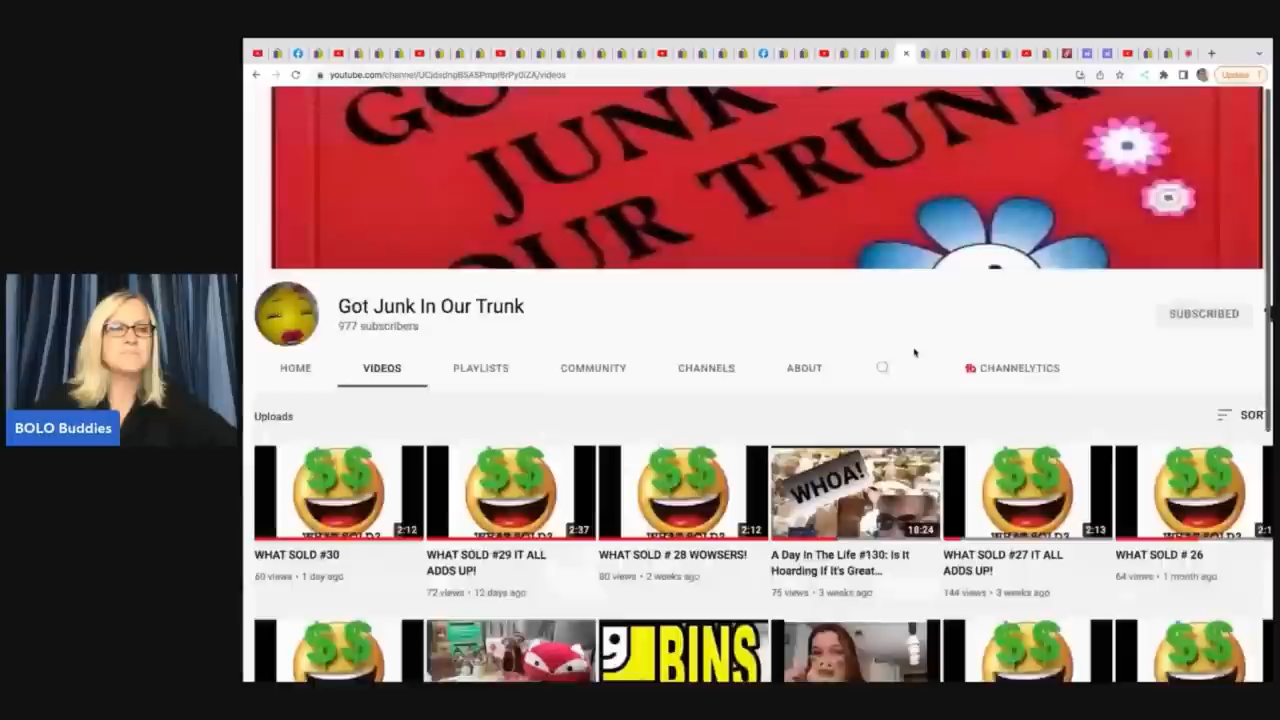 youtube.com/channel/
Update
JUNK
OUR TRUNK
Got Junk In Our Trunk
977 subscribers
SUBSCRIBED
HOME
VIDEOS
PLAYLISTS
COMMUNITY
CHANNELS
ABOUT
CHANNELYTICS
Uploads
SORT
BOLO Buddies
2:12
2:37
2:12
WHOA!
18:24
2:13
2:1
WHAT SOLD #30
60 views • 1 day ago
WHAT SOLD #29 IT ALL
ADDS UP!
72 views • 12 days ago
WHAT SOLD # 28 WOWSERS!
80 views • 2 weeks ago
A Day In The Life #130: Is It
Hoarding If It's Great...
75 views • 3 weeks ago
WHAT SOLD #27 IT ALL
ADDS UP!
144 views • 3 weeks ago
WHAT SOLD # 26
64 views • 1 month ago
BINS